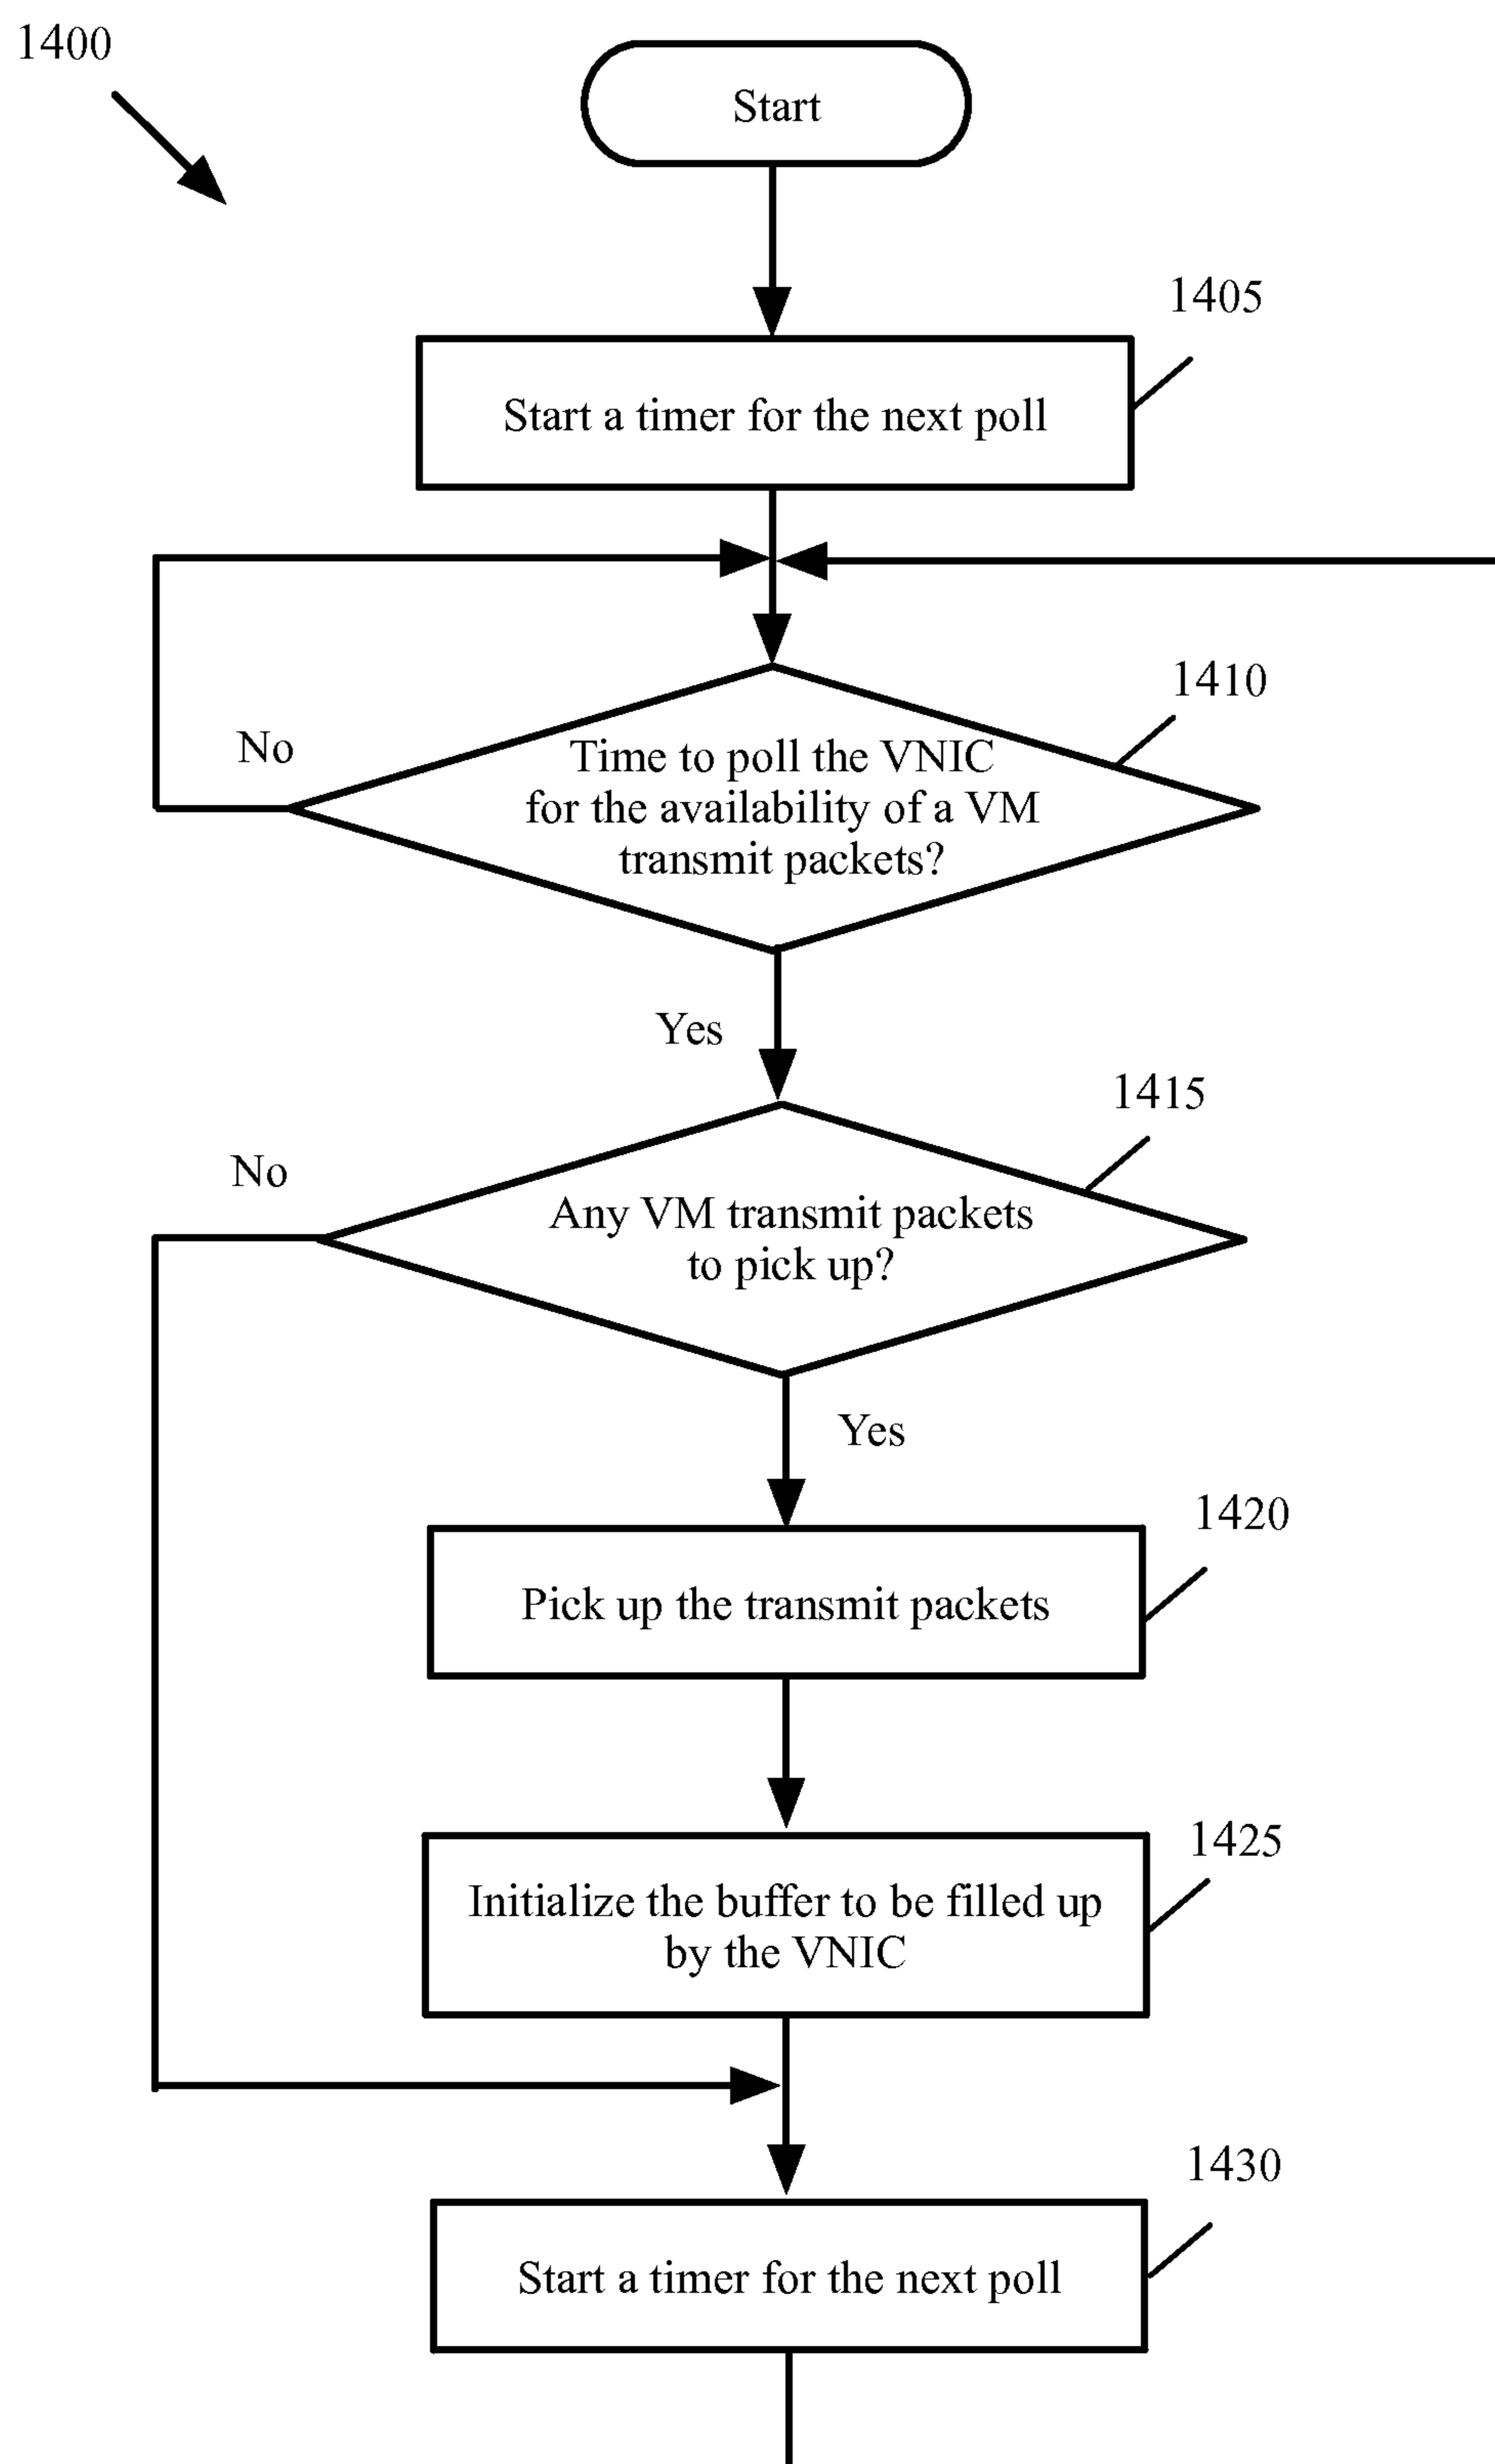 1400
Start
1405
Start a timer for the next poll
1410
No
Time to poll the VNIC
for the availability of a VM
transmit packets?
Yes
1415
No
Any VM transmit packets
to pick up?
Yes
1420
Pick up the transmit packets
1425
Initialize the buffer to be filled up
by the VNIC
1430
Start a timer for the next poll